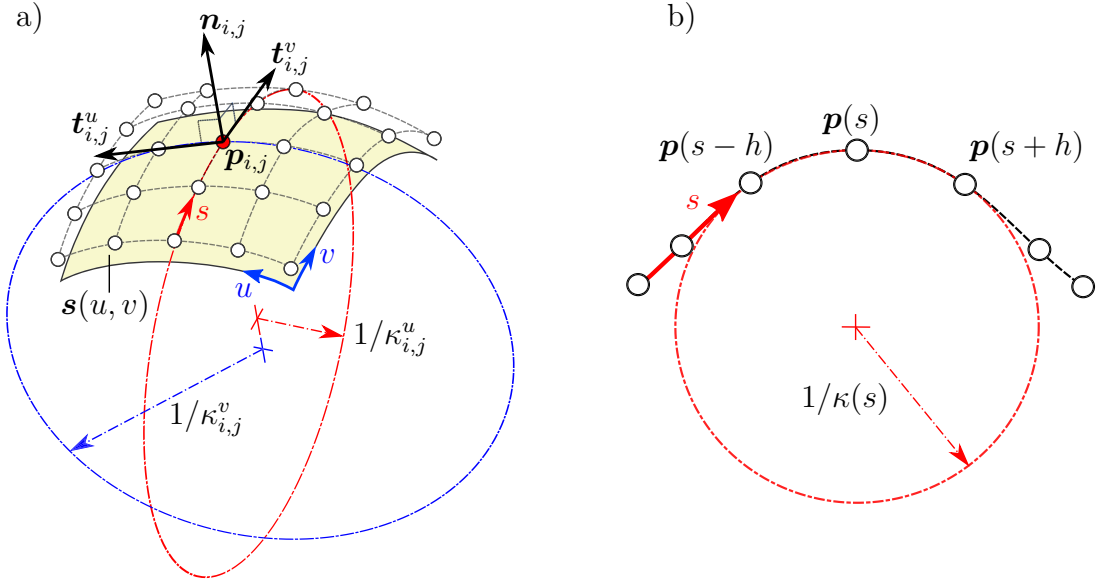 a)
n_{i,j}
t^v_{i,j}
t^u_{i,j}
p_{i,j}
s
v
u
s(u, v)
1/κ^u_{i,j}
1/κ^v_{i,j}
b)
p(s)
p(s − h)
p(s + h)
s
1/κ(s)